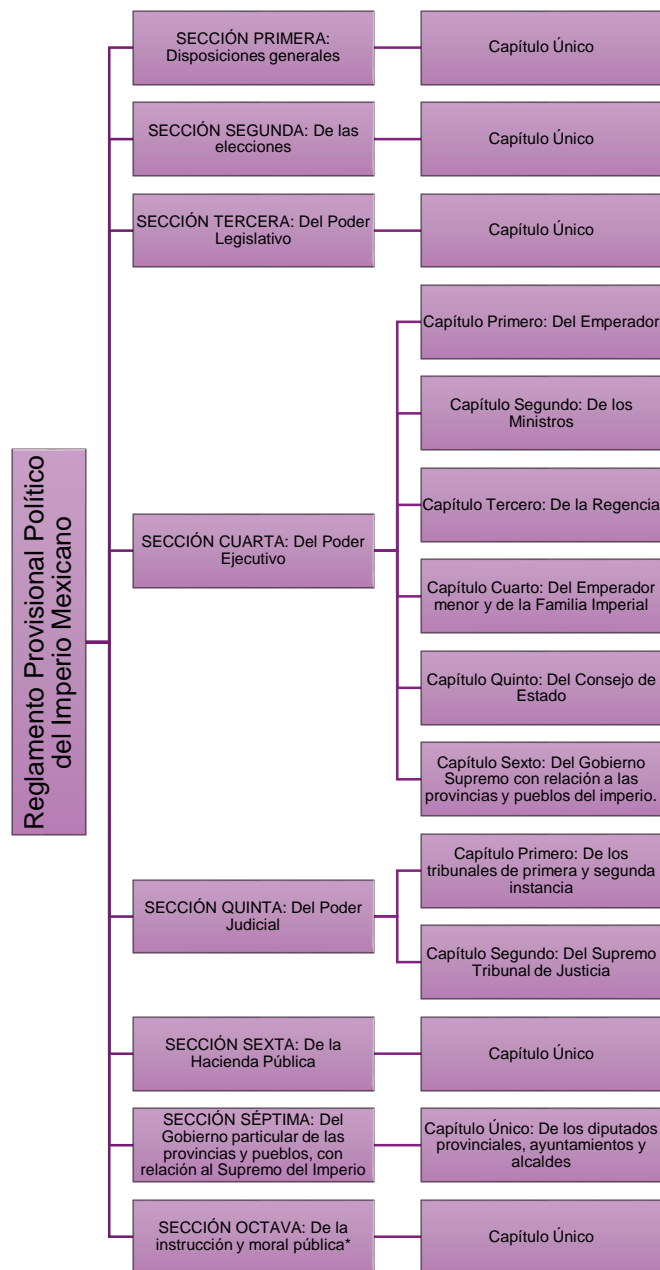 Reglamento Provisional Político
del Imperio Mexicano
SECCIÓN PRIMERA:
Disposiciones generales
Capítulo Único
SECCIÓN SEGUNDA: De las
elecciones
Capítulo Único
SECCIÓN TERCERA: Del Poder
Legislativo
Capítulo Único
SECCIÓN CUARTA: Del Poder
Ejecutivo
Capítulo Primero: Del Emperador
Capítulo Segundo: De los
Ministros
Capítulo Tercero: De la Regencia
Capítulo Cuarto: Del Emperador
menor y de la Familia Imperial
Capítulo Quinto: Del Consejo de
Estado
Capítulo Sexto: Del Gobierno
Supremo con relación a las
provincias y pueblos del imperio.
SECCIÓN QUINTA: Del Poder
Judicial
Capítulo Primero: De los
tribunales de primera y segunda
instancia
Capítulo Segundo: Del Supremo
Tribunal de Justicia
SECCIÓN SEXTA: De la
Hacienda Pública
Capítulo Único
SECCIÓN SÉPTIMA: Del
Gobierno particular de las
provincias y pueblos, con
relación al Supremo del Imperio
Capítulo Único: De los diputados
provinciales, ayuntamientos y
alcaldes
SECCIÓN OCTAVA: De la
instrucción y moral pública*
Capítulo Único